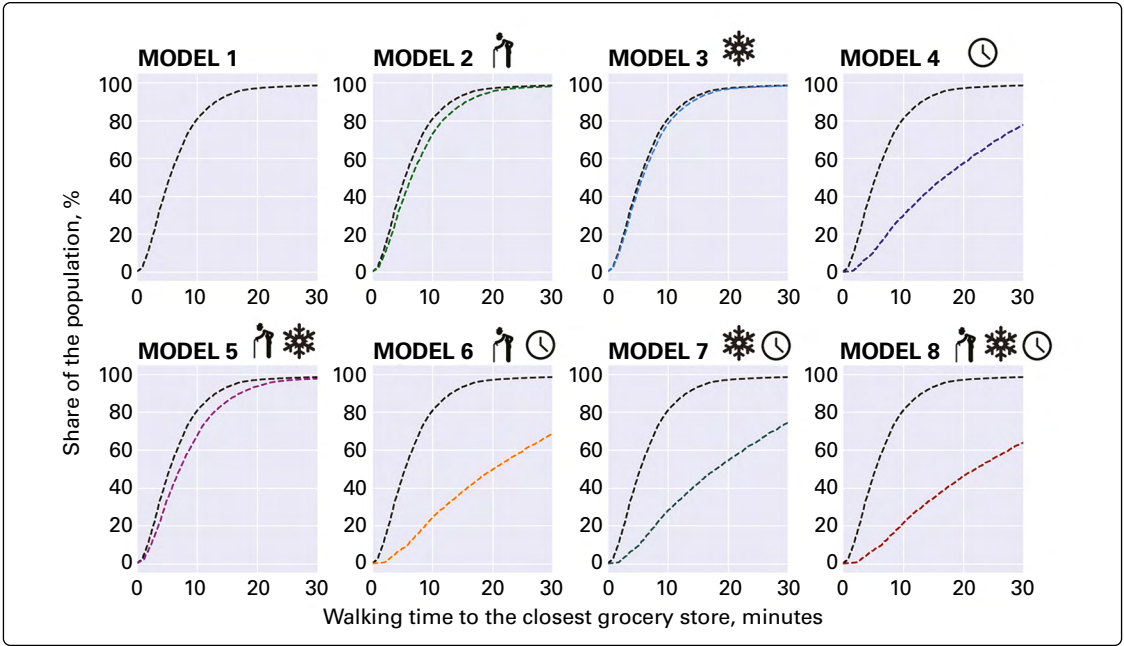 MODEL 1 MODEL 2 MODEL 3 MODEL 4
100 100 100 100
80 80 80 80
60 60 60 60
40 40 40 40
20 20 20 20
0 0 0 0
0 10 20 30 0 10 20 30 0 10 20 30 0 10 20 30
Share of the population, %
MODEL 5 MODEL 6 MODEL 7 MODEL 8
100 100 100 100
80 80 80 80
60 60 60 60
40 40 40 40
20 20 20 20
0 0 0 0
0 10 20 30 0 10 20 30 0 10 20 30 0 10 20 30
Walking time to the closest grocery store, minutes